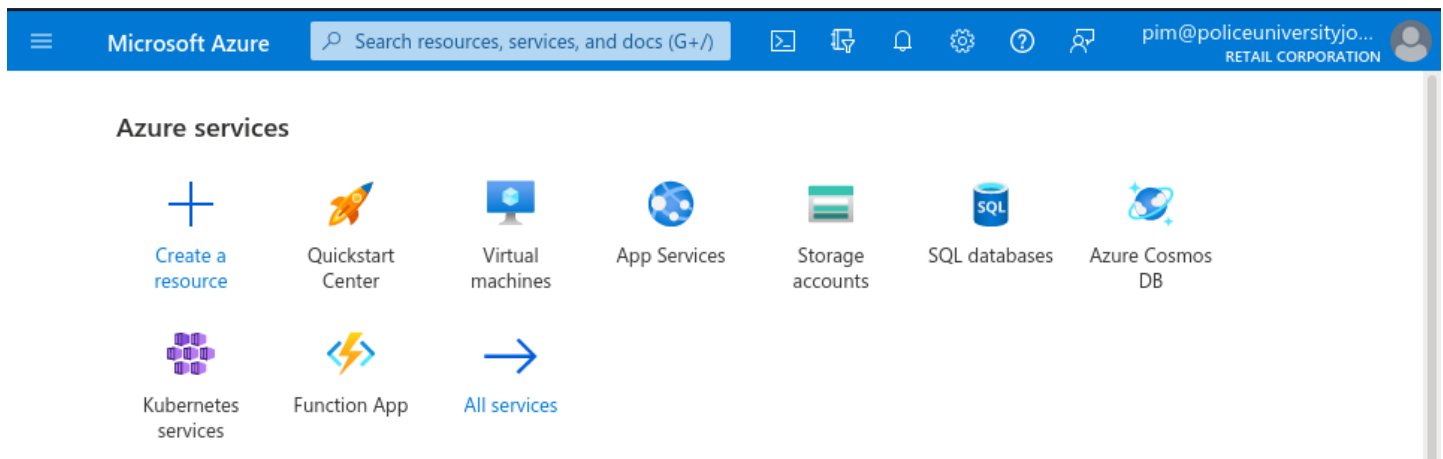 Microsoft Azure
Search resources, services, and docs (G+/)
pim@policeuniversityjo...
RETAIL CORPORATION
Azure services
Create a
resource
Quickstart
Center
Virtual
machines
App Services
Storage
accounts
SQL
SQL databases
Azure Cosmos
DB
Kubernetes
services
Function App
All services